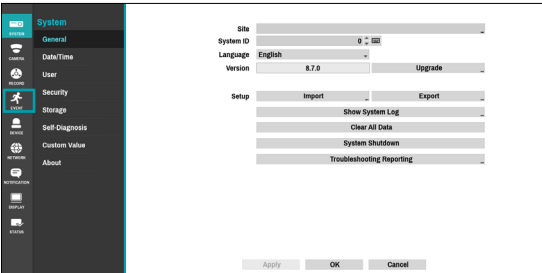 SYSTEM
CAMERA
RECORD
EVENT
DEVICE
NETWORK
NOTIFICATION
DISPLAY
STATUS
System
General
Date/Time
User
Security
Storage
Self-Diagnosis
Custom Value
About
Site
System ID 0
Language English
Version 8.7.0 Upgrade
Setup Import Export
Show System Log
Clear All Data
System Shutdown
Troubleshooting Reporting
Apply OK Cancel